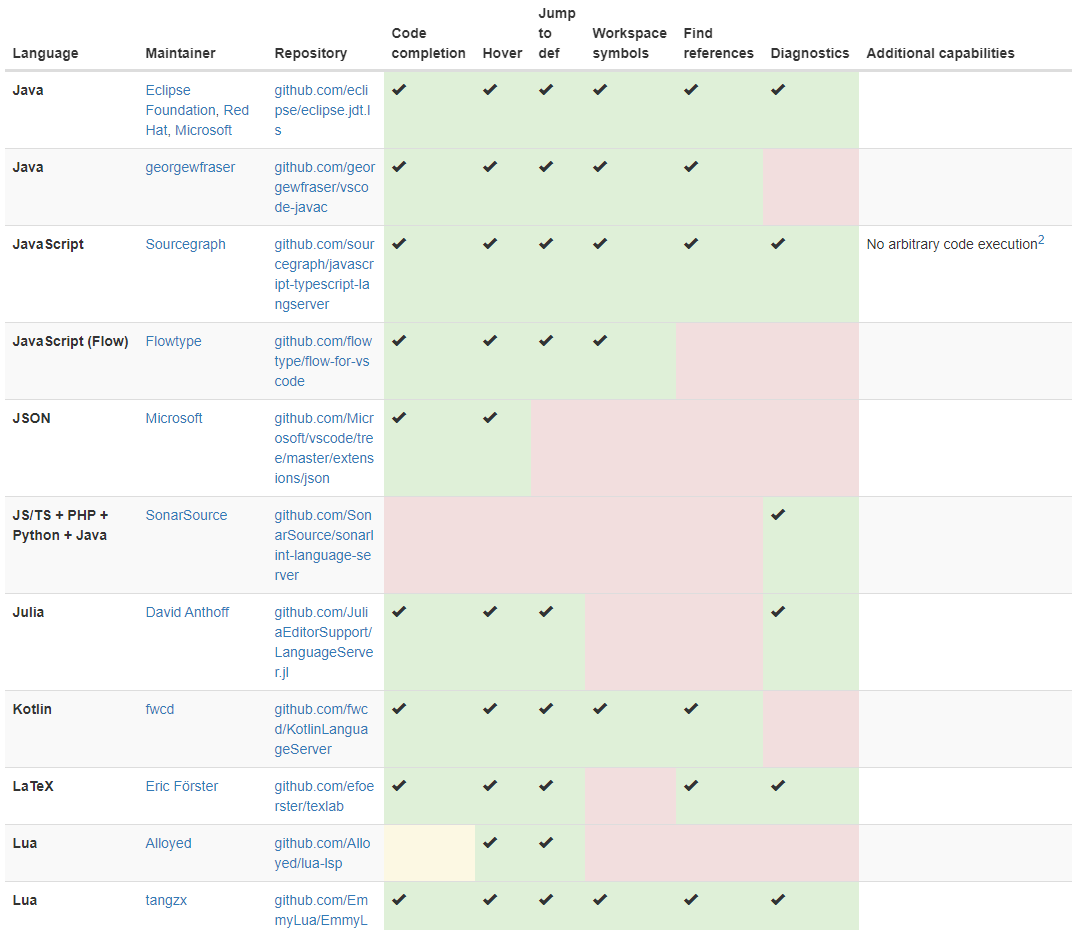 Language Maintainer Repository Code completion Hover Jump to def Workspace symbols Find references Diagnostics Additional capabilities
Java Eclipse Foundation, Red Hat, Microsoft github.com/eclipse/eclipse.jdt.ls ✔ ✔ ✔ ✔ ✔ ✔
Java georgewfraser github.com/georgewfraser/vscode-javac ✔ ✔ ✔ ✔ ✔
JavaScript Sourcegraph github.com/sourcegraph/javascript-typescript-langserver ✔ ✔ ✔ ✔ ✔ ✔ No arbitrary code execution2
JavaScript (Flow) Flowtype github.com/flowtype/flow-for-vscode ✔ ✔ ✔ ✔
JSON Microsoft github.com/Microsoft/vscode/tree/master/extensions/json ✔ ✔
JS/TS + PHP + Python + Java SonarSource github.com/SonarSource/sonarlint-language-server ✔
Julia David Anthoff github.com/JuliaEditorSupport/LanguageServer.jl ✔ ✔ ✔ ✔
Kotlin fwcd github.com/fwcd/KotlinLanguageServer ✔ ✔ ✔ ✔ ✔
LaTeX Eric Förster github.com/efoerster/texlab ✔ ✔ ✔ ✔ ✔
Lua Alloyed github.com/Alloyed/lua-lsp ✔ ✔
Lua tangzx github.com/EmmyLua/EmmyL ✔ ✔ ✔ ✔ ✔ ✔